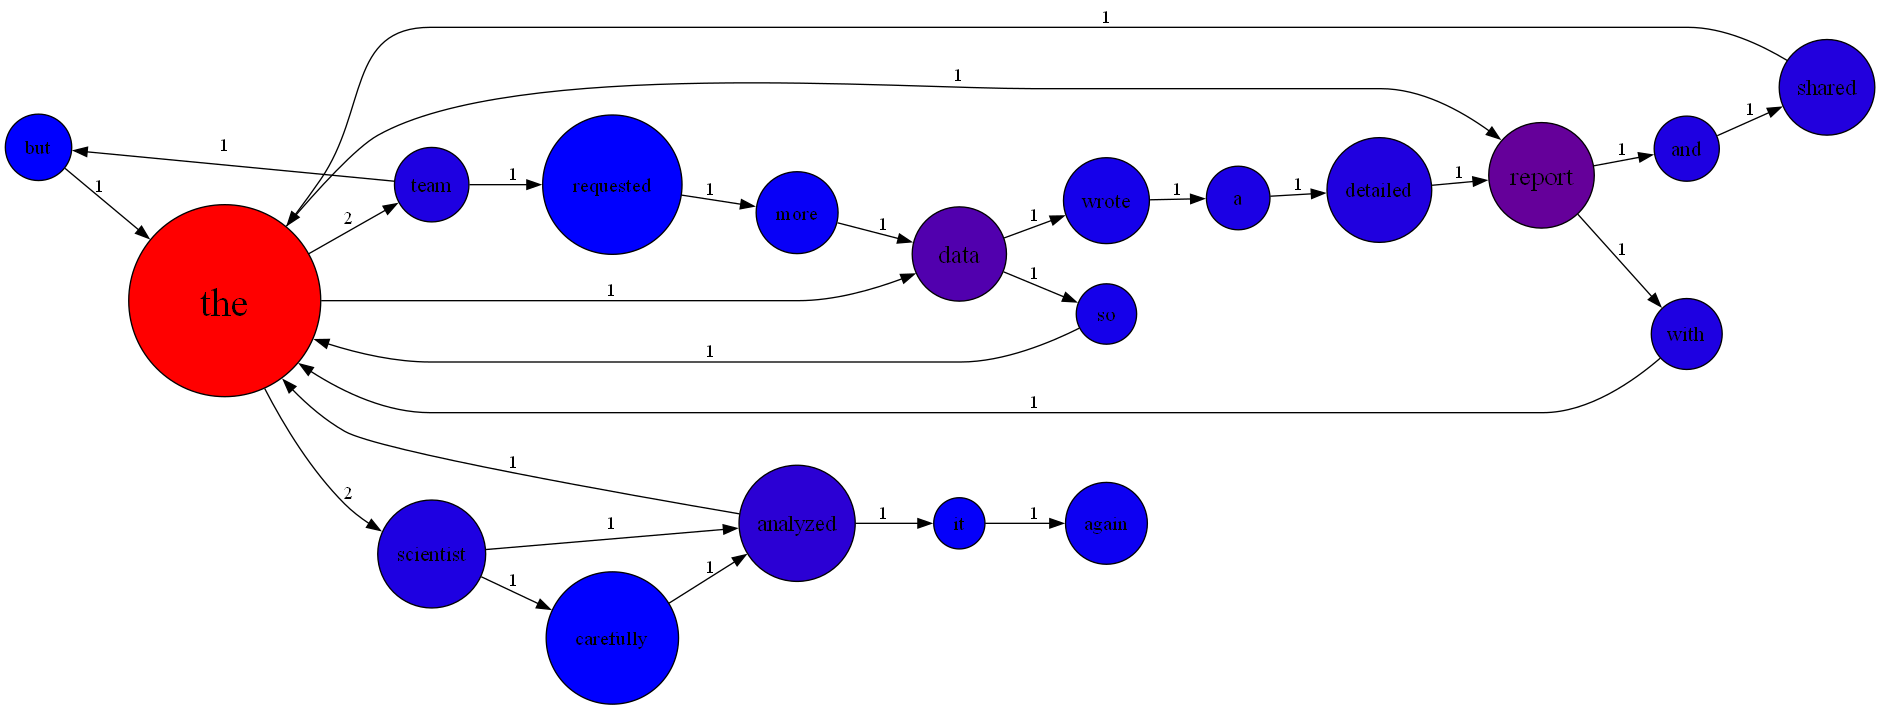 1
1
shared
1
but
1
team
1
requested
1
more
1
wrote
1
a
1
detailed
1
report
1
and
1
1
2
the
1
data
1
1
so
1
1
with
1
1
2
scientist
1
1
carefully
1
analyzed
1
it
1
again